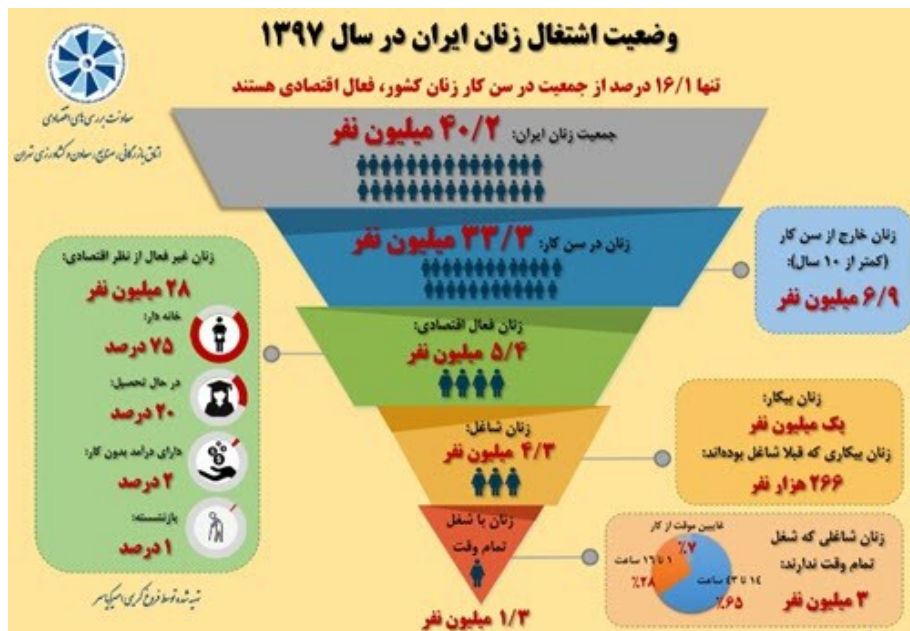 وضعیت اشتغال زنان ایران در سال ۱۳۹۷
تنها ۱۶/۱ درصد از جمعیت در سن کار زنان کشور، فعال اقتصادی هستند
معاونت بررسی‌های اقتصادی
اتاق بازرگانی، صنایع، معادن و کشاورزی تهران
جمعیت زنان ایران: ۴۰/۲ میلیون نفر
زنان در سن کار: ۳۳/۳ میلیون نفر
زنان خارج از سن کار
(کمتر از ۱۰ سال):
۶/۹ میلیون نفر
زنان فعال اقتصادی:
۵/۴ میلیون نفر
زنان غیر فعال از نظر اقتصادی:
۲۸ میلیون نفر
خانه دار:
۷۵ درصد
در حال تحصیل:
۲۰ درصد
دارای درآمد بدون کار:
۲ درصد
بازنشسته:
۱ درصد
زنان شاغل:
۴/۳ میلیون نفر
زنان بیکار:
یک میلیون نفر
زنان بیکاری که قبلا شاغل بوده‌اند:
۲۶۶ هزار نفر
زنان با شغل
تمام وقت
۱/۳ میلیون نفر
زنان شاغلی که شغل
تمام وقت ندارند:
۳ میلیون نفر
غایبین موقت از کار
٪۷
۱ تا ۱۶ ساعت
٪۲۸
۱۴ تا ۴۳ ساعت
٪۶۵
تهیه شده توسط فروغ